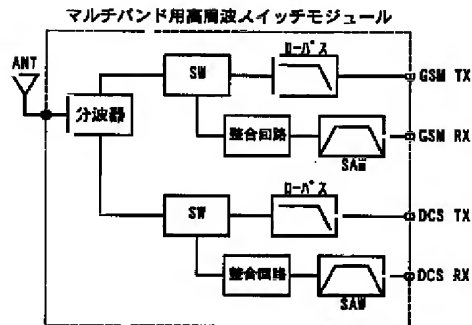 マルチバンド用高周波スイッチモジュール
ANT
分波器
SW
ローパス
GSM TX
整合回路
SAW
GSM RX
SW
ローパス
DCS TX
整合回路
SAW
DCS RX